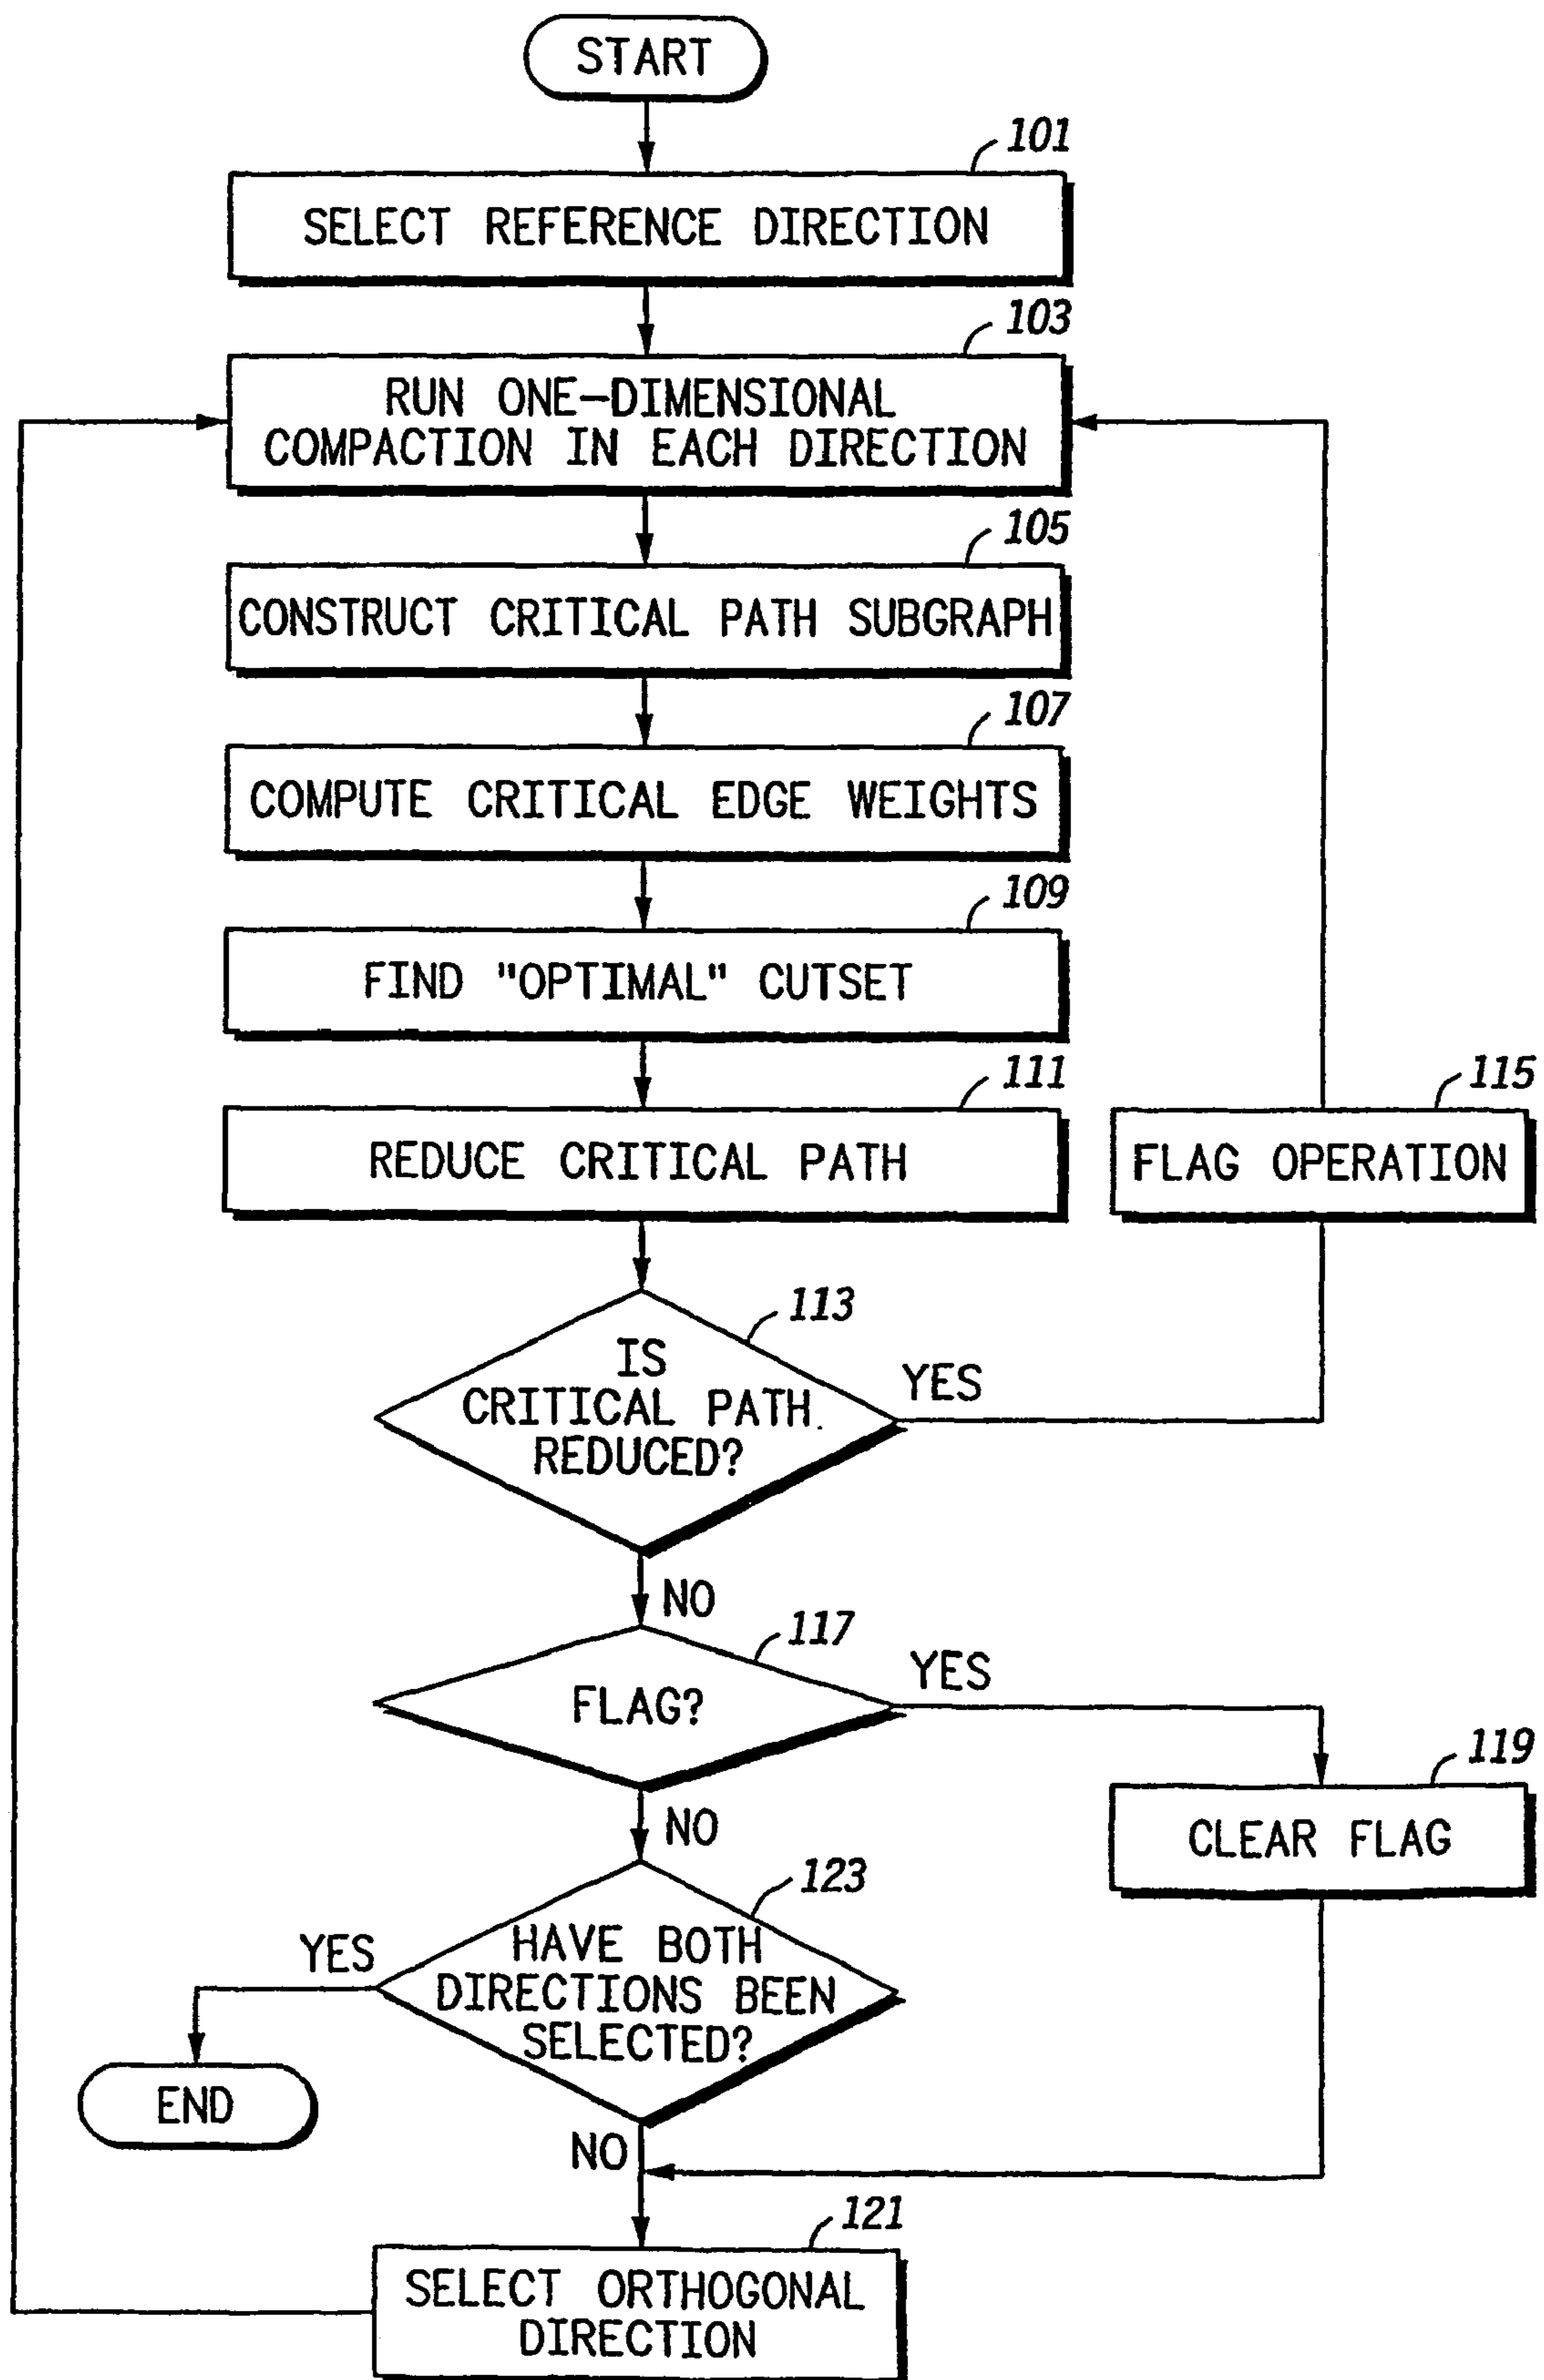 START
101
SELECT REFERENCE DIRECTION
103
RUN ONE-DIMENSIONAL
COMPACTION IN EACH DIRECTION
105
CONSTRUCT CRITICAL PATH SUBGRAPH
107
COMPUTE CRITICAL EDGE WEIGHTS
109
FIND "OPTIMAL" CUTSET
111
REDUCE CRITICAL PATH
115
FLAG OPERATION
113
IS
CRITICAL PATH
REDUCED?
YES
NO
117
FLAG?
YES
NO
119
CLEAR FLAG
123
HAVE BOTH
DIRECTIONS BEEN
SELECTED?
YES
END
NO
121
SELECT ORTHOGONAL
DIRECTION